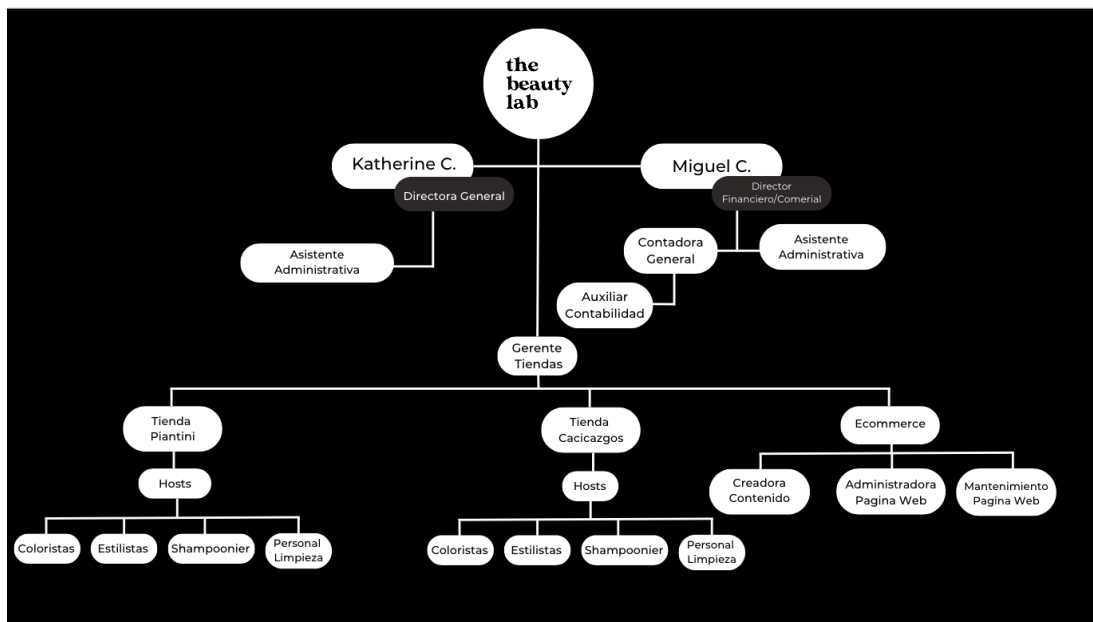 the
beauty
lab
Katherine C.
Directora General
Miguel C.
Director
Financiero/Comerial
Asistente
Administrativa
Contadora
General
Asistente
Administrativa
Auxiliar
Contabilidad
Gerente
Tiendas
Tienda
Piantini
Tienda
Cacicazgos
Ecommerce
Hosts
Hosts
Creadora
Contenido
Administradora
Pagina Web
Mantenimiento
Pagina Web
Coloristas
Estilistas
Shampoonier
Personal
Limpieza
Coloristas
Estilistas
Shampoonier
Personal
Limpieza